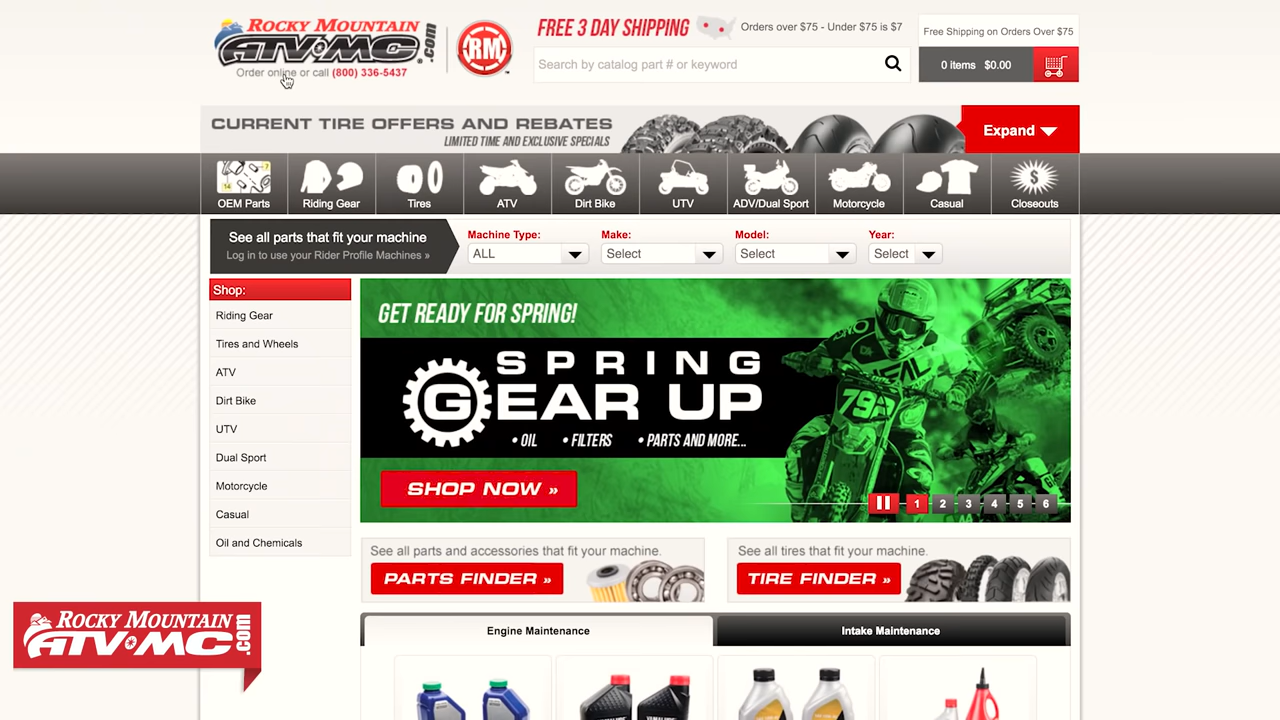 ROCKY MOUNTAIN
ATV•MC.com
Order online or call (800) 336-5437
RM
FREE 3 DAY SHIPPING
Orders over $75 - Under $75 is $7
Search by catalog part # or keyword
Free Shipping on Orders Over $75
0 items $0.00
CURRENT TIRE OFFERS AND REBATES
LIMITED TIME AND EXCLUSIVE SPECIALS
Expand
OEM Parts
Riding Gear
Tires
ATV
Dirt Bike
UTV
ADV/Dual Sport
Motorcycle
Casual
Closeouts
See all parts that fit your machine
Log in to use your Rider Profile Machines »
Machine Type:
ALL
Make:
Select
Model:
Select
Year:
Select
Shop:
Riding Gear
Tires and Wheels
ATV
Dirt Bike
UTV
Dual Sport
Motorcycle
Casual
Oil and Chemicals
GET READY FOR SPRING!
SPRING
GEAR UP
• OIL • FILTERS • PARTS AND MORE...
SHOP NOW »
792
1 2 3 4 5 6
See all parts and accessories that fit your machine.
PARTS FINDER »
See all tires that fit your machine.
TIRE FINDER »
Engine Maintenance
Intake Maintenance
ROCKY MOUNTAIN
ATV•MC.com